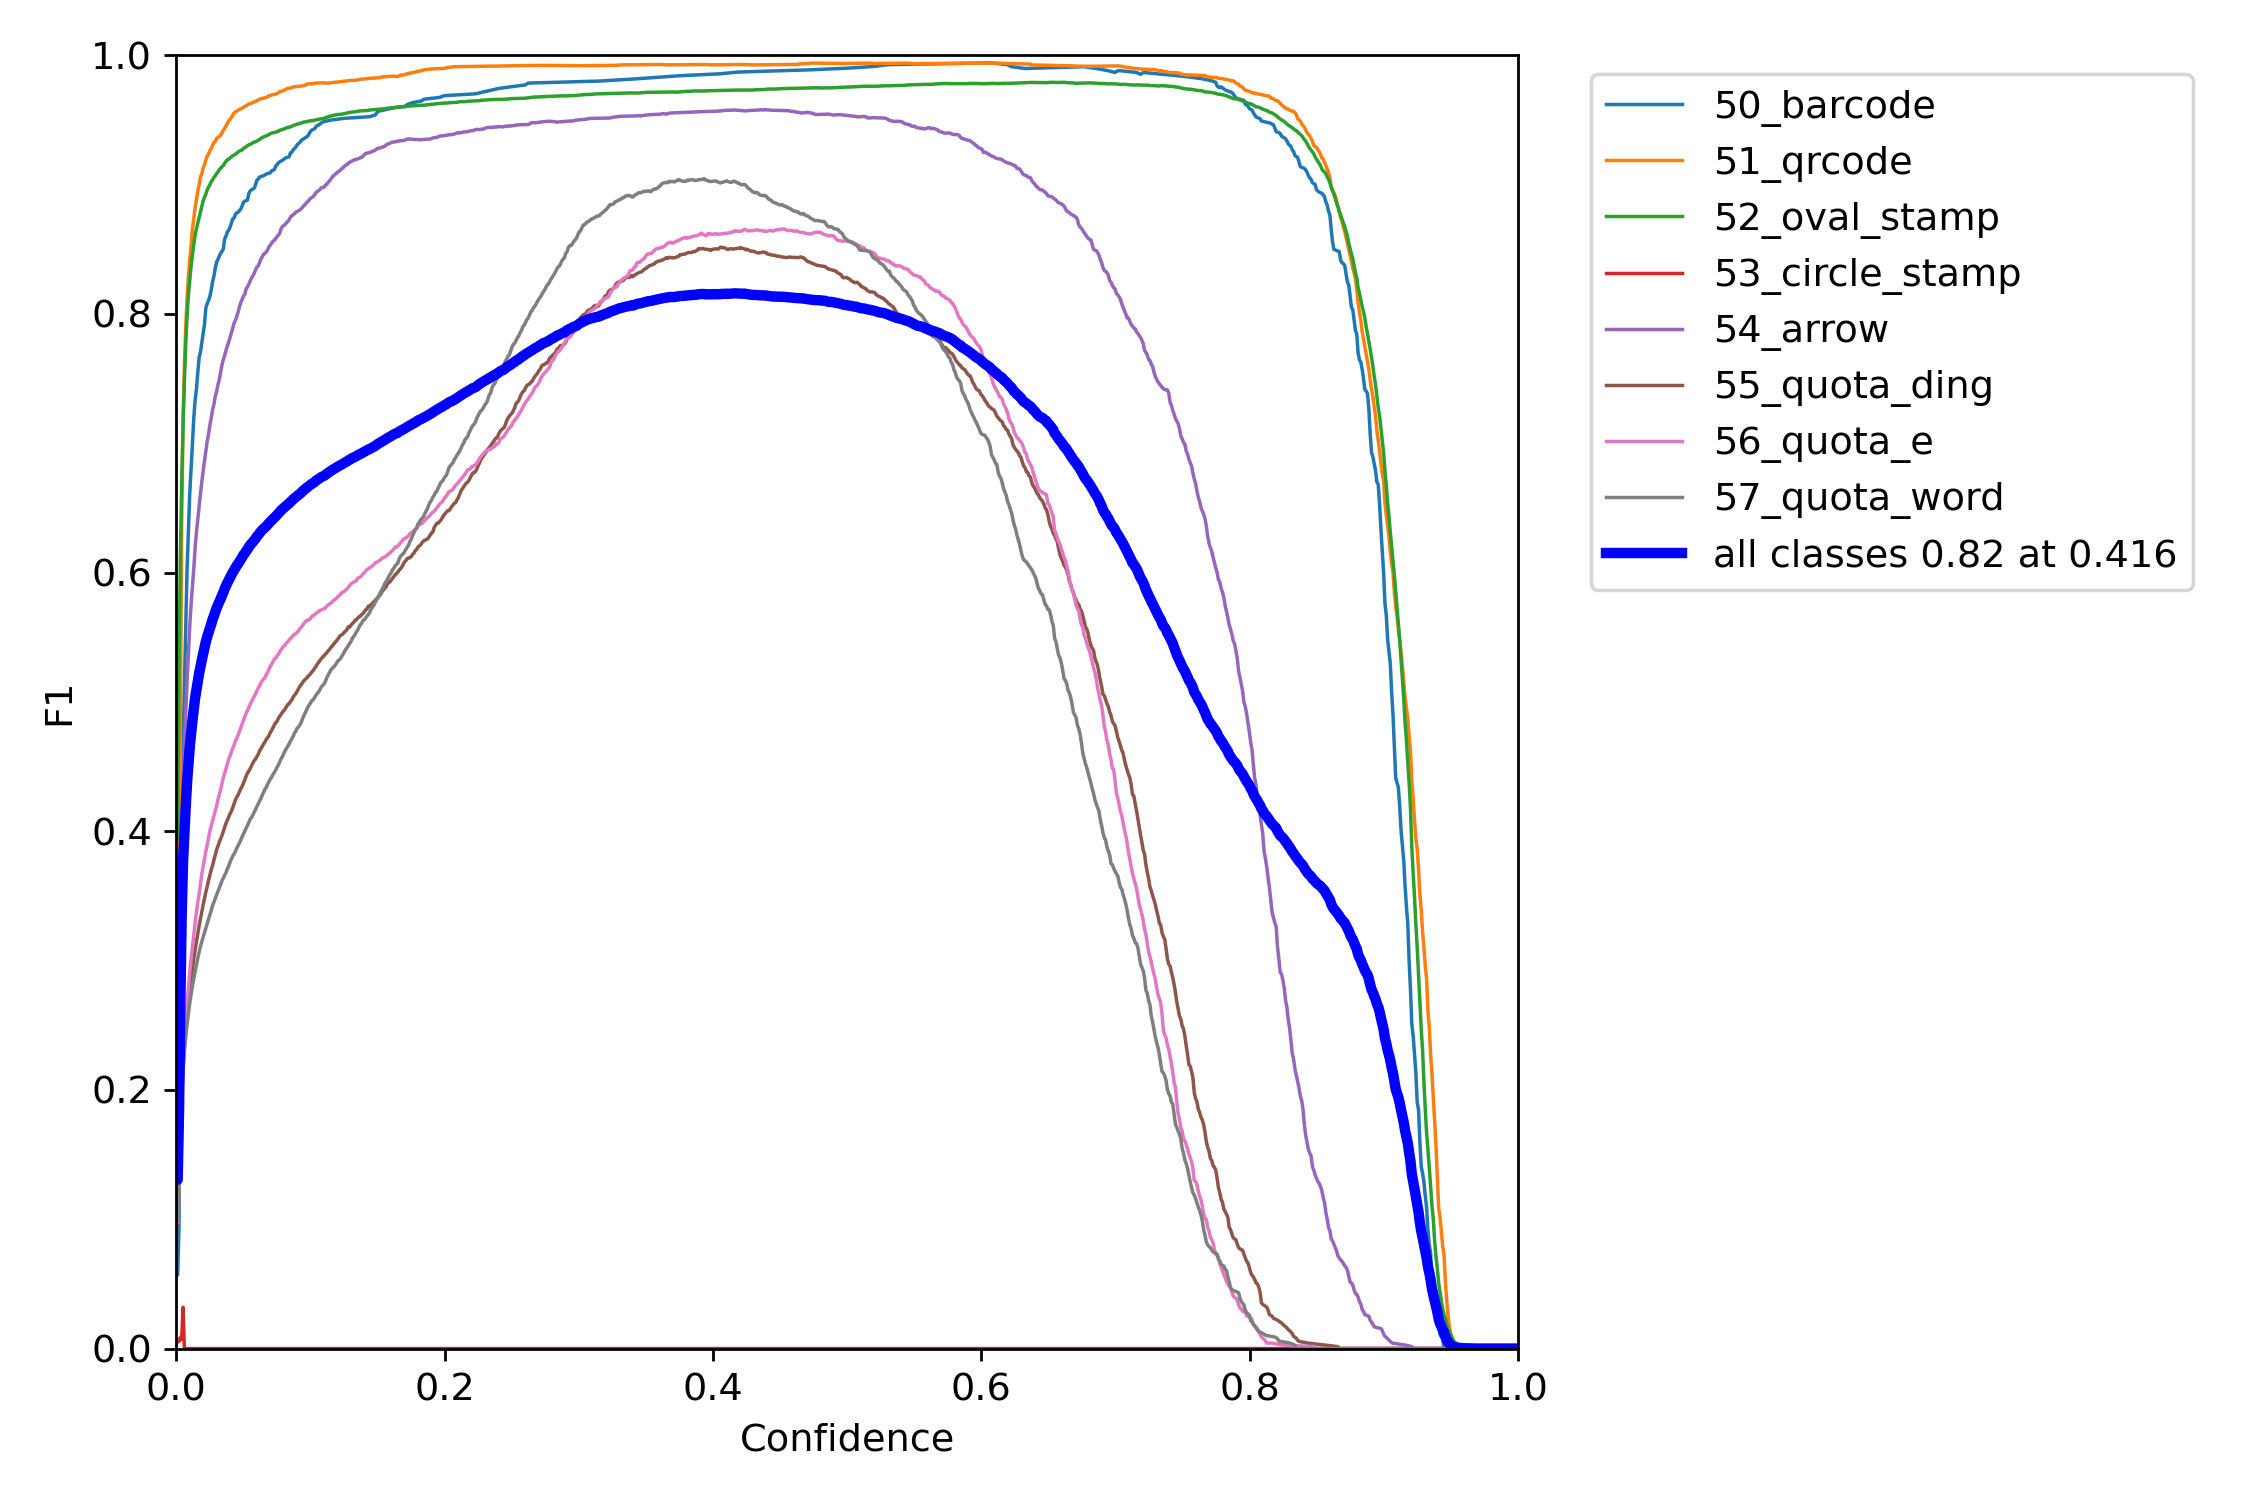 1.0
0.8
0.6
0.4
0.2
0.0
F1
0.0 0.2 0.4 0.6 0.8 1.0
Confidence
50_barcode
51_qrcode
52_oval_stamp
53_circle_stamp
54_arrow
55_quota_ding
56_quota_e
57_quota_word
all classes 0.82 at 0.416